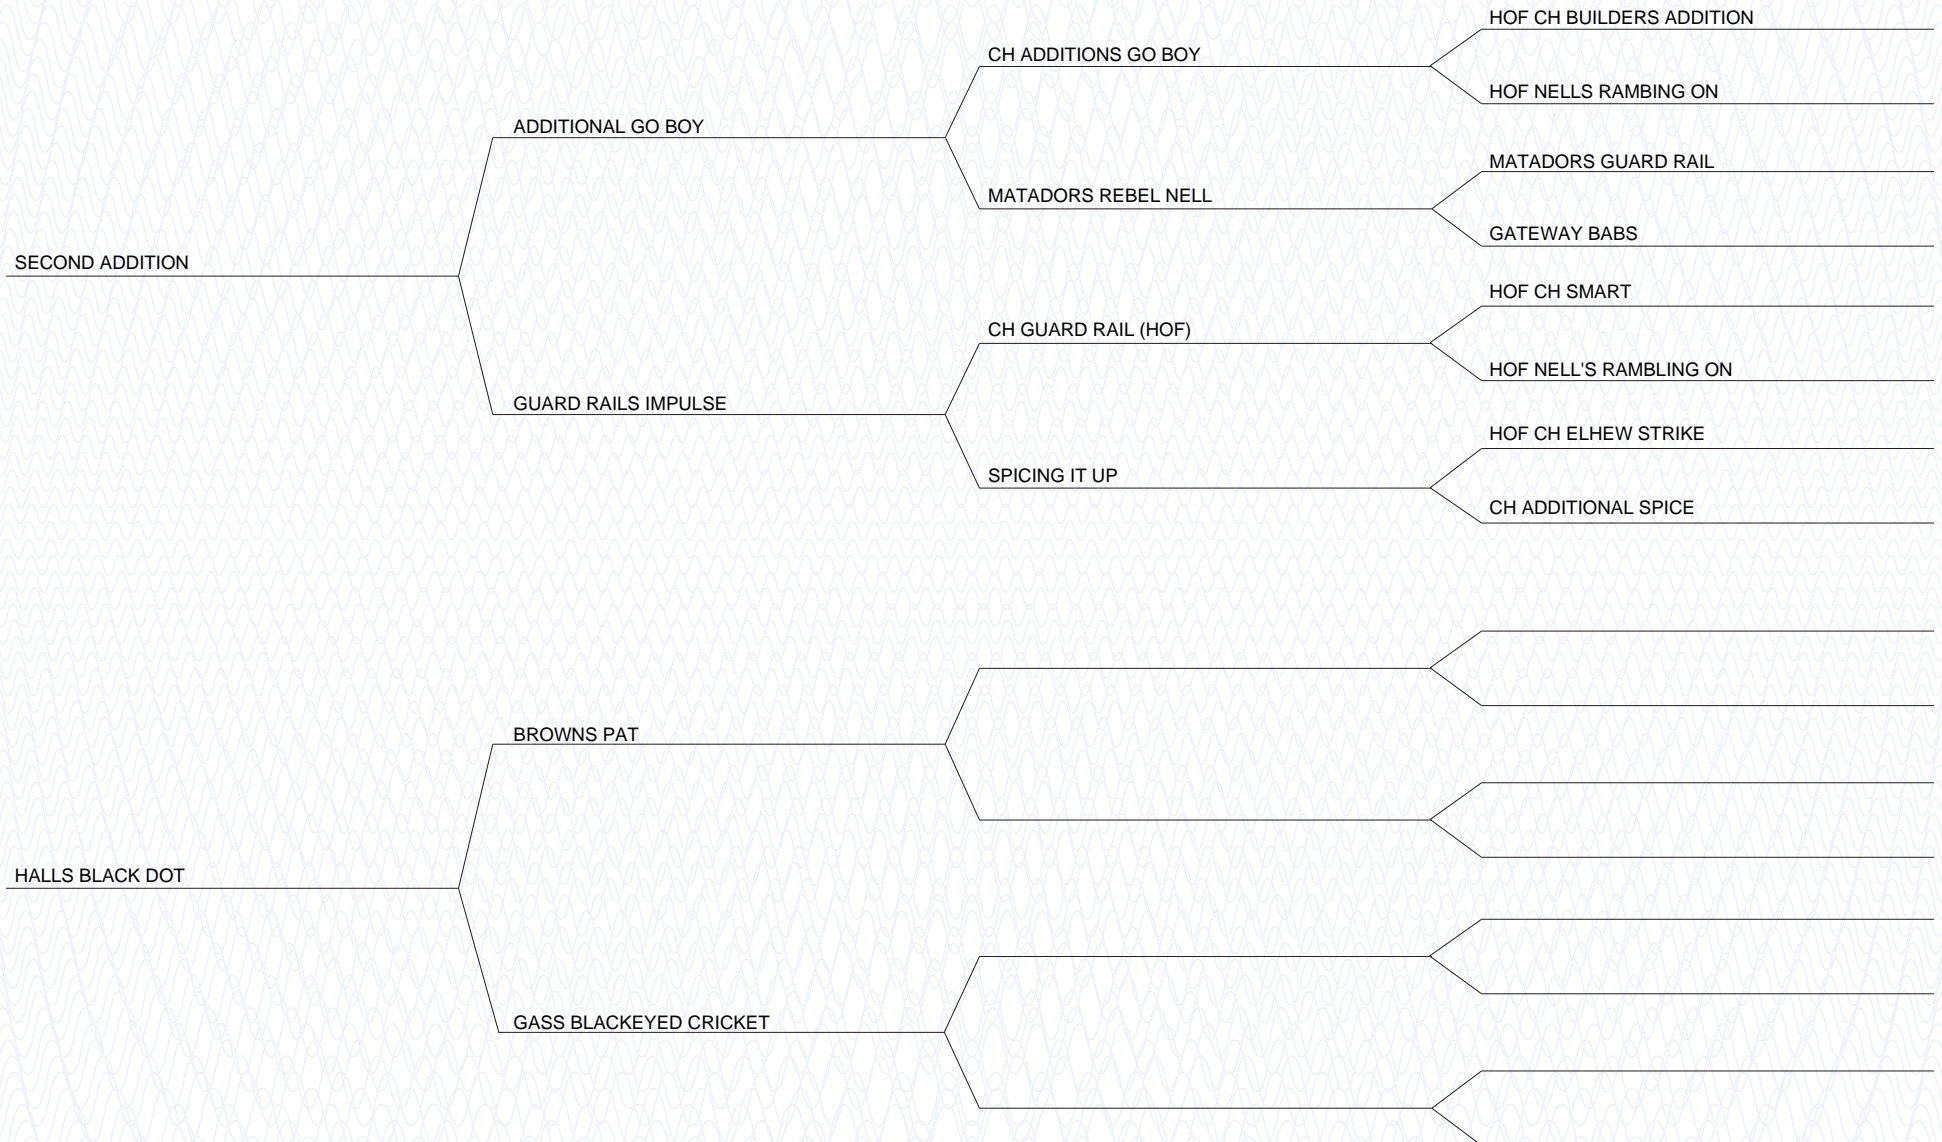 HOF CH BUILDERS ADDITION
CH ADDITIONS GO BOY
HOF NELLS RAMBING ON
ADDITIONAL GO BOY
MATADORS GUARD RAIL
MATADORS REBEL NELL
GATEWAY BABS
SECOND ADDITION
HOF CH SMART
CH GUARD RAIL (HOF)
HOF NELL'S RAMBLING ON
GUARD RAILS IMPULSE
HOF CH ELHEW STRIKE
SPICING IT UP
CH ADDITIONAL SPICE
BROWNS PAT
HALLS BLACK DOT
GASS BLACKEYED CRICKET